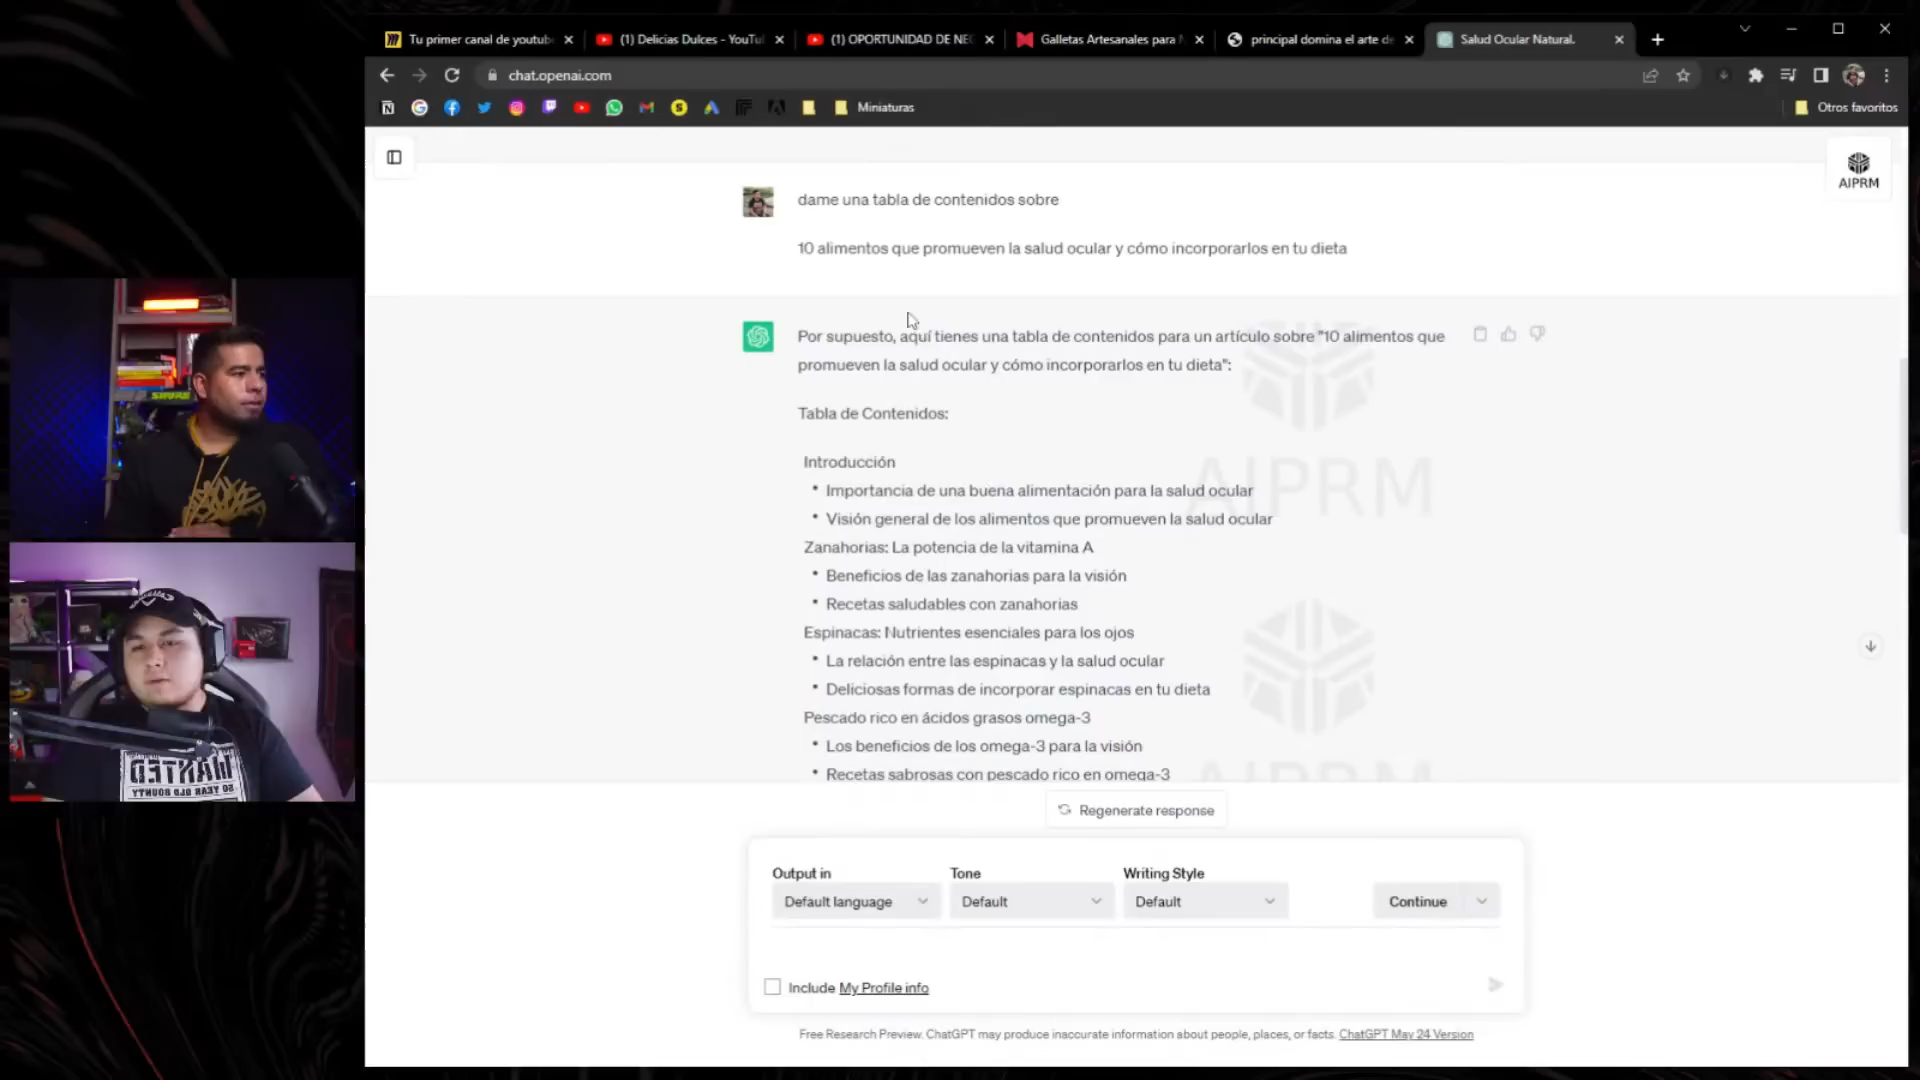 Tu primer canal de youtub
(1) Delicias Dulces - YouTu
(1) OPORTUNIDAD DE NE
Galletas Artesanales para
principal domina el arte de
Salud Ocular Natural.
chat.openai.com
Miniaturas
Otros favoritos
AIPRM
dame una tabla de contenidos sobre
10 alimentos que promueven la salud ocular y cómo incorporarlos en tu dieta
Por supuesto, aquí tienes una tabla de contenidos para un artículo sobre "10 alimentos que
promueven la salud ocular y cómo incorporarlos en tu dieta":
Tabla de Contenidos:
Introducción
• Importancia de una buena alimentación para la salud ocular
AIPRM
• Visión general de los alimentos que promueven la salud ocular
Zanahorias: La potencia de la vitamina A
• Beneficios de las zanahorias para la visión
• Recetas saludables con zanahorias
Espinacas: Nutrientes esenciales para los ojos
• La relación entre las espinacas y la salud ocular
• Deliciosas formas de incorporar espinacas en tu dieta
Pescado rico en ácidos grasos omega-3
• Los beneficios de los omega-3 para la visión
• Recetas sabrosas con pescado rico en omega-3
AIPRM
Regenerate response
Output in
Tone
Writing Style
Default language
Default
Default
Continue
Include My Profile info
Free Research Preview. ChatGPT may produce inaccurate information about people, places, or facts. ChatGPT May 24 Version
SHURE
WANTED